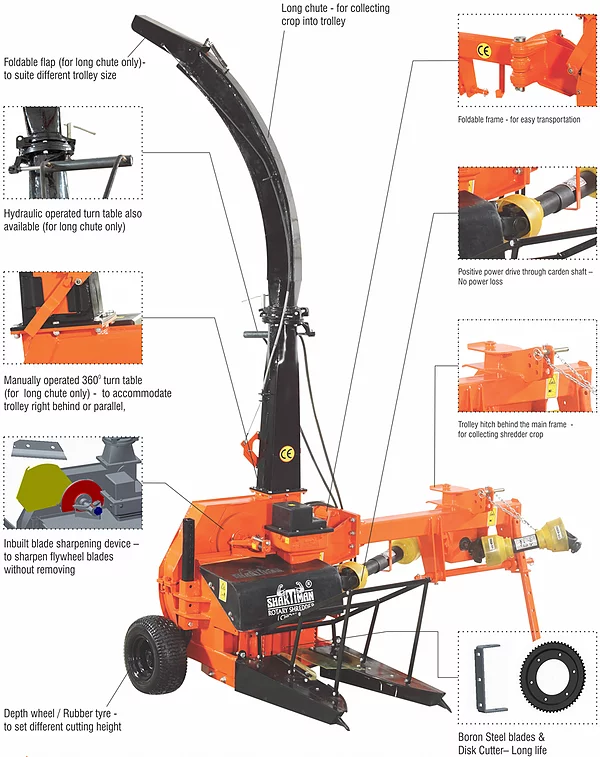 Long chute - for collecting
crop into trolley
Foldable flap (for long chute only)-
to suite different trolley size
CE
Foldable frame - for easy transportation
Hydraulic operated turn table also
available (for long chute only)
Positive power drive through carden shaft –
No power loss
Manually operated 360° turn table
(for long chute only) - to accommodate
trolley right behind or parallel,
Trolley hitch behind the main frame -
for collecting shredder crop
CE
Inbuilt blade sharpening device –
to sharpen flywheel blades
without removing
SHAKTIMAN®
ROTARY SHREDDER
Depth wheel / Rubber tyre -
to set different cutting height
Boron Steel blades &
Disk Cutter– Long life